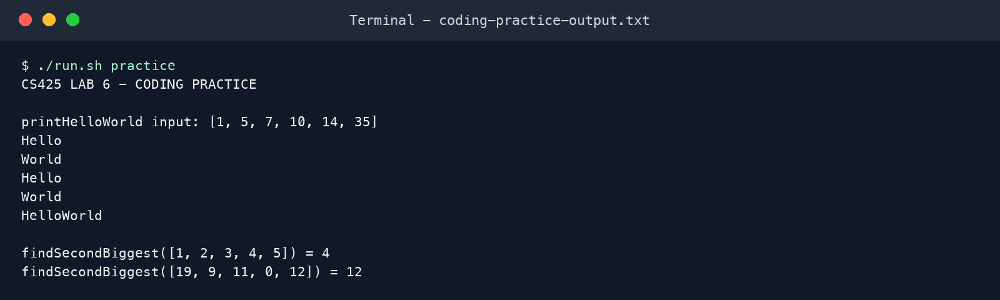 Terminal – coding-practice-output.txt
$ ./run.sh practice
CS425 LAB 6 – CODING PRACTICE
printHelloWorld input: [1, 5, 7, 10, 14, 35]
Hello
World
Hello
World
HelloWorld
findSecondBiggest([1, 2, 3, 4, 5]) = 4
findSecondBiggest([19, 9, 11, 0, 12]) = 12